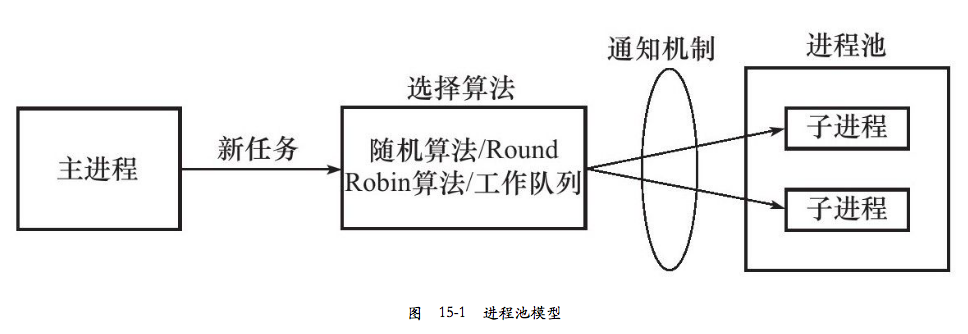 通知机制
进程池
选择算法
主进程
新任务
随机算法/Round
Robin算法/工作队列
子进程
子进程
图 15-1 进程池模型